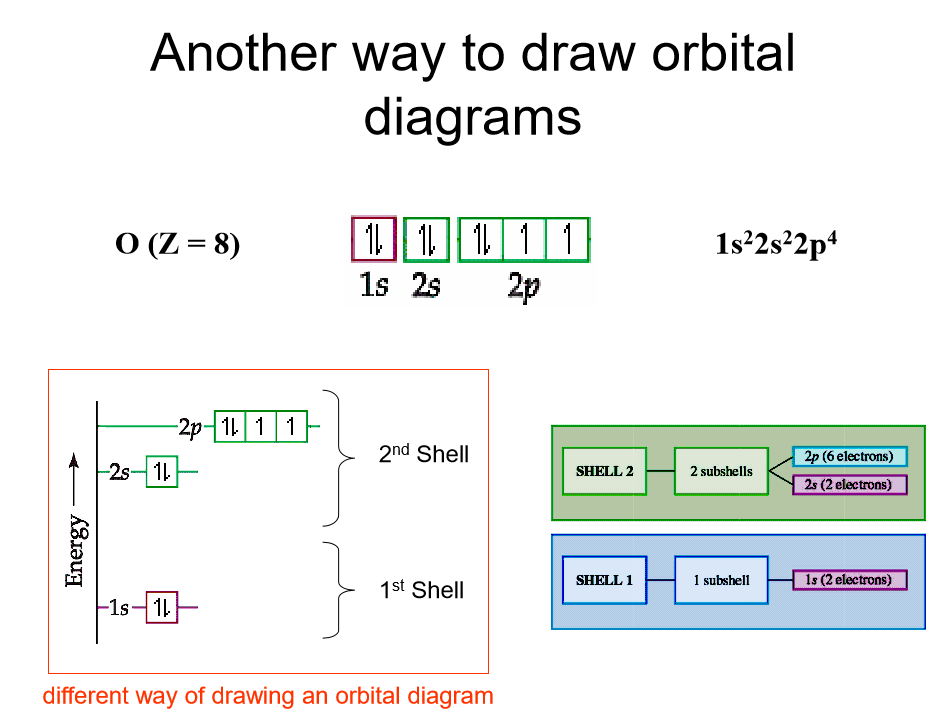 Another way to draw orbital
diagrams
O (Z = 8)
1s 2s 2p
1s²2s²2p⁴
2p
2nd Shell
2s
Energy
1st Shell
1s
different way of drawing an orbital diagram
SHELL 2
2 subshells
2p (6 electrons)
2s (2 electrons)
SHELL 1
1 subshell
1s (2 electrons)